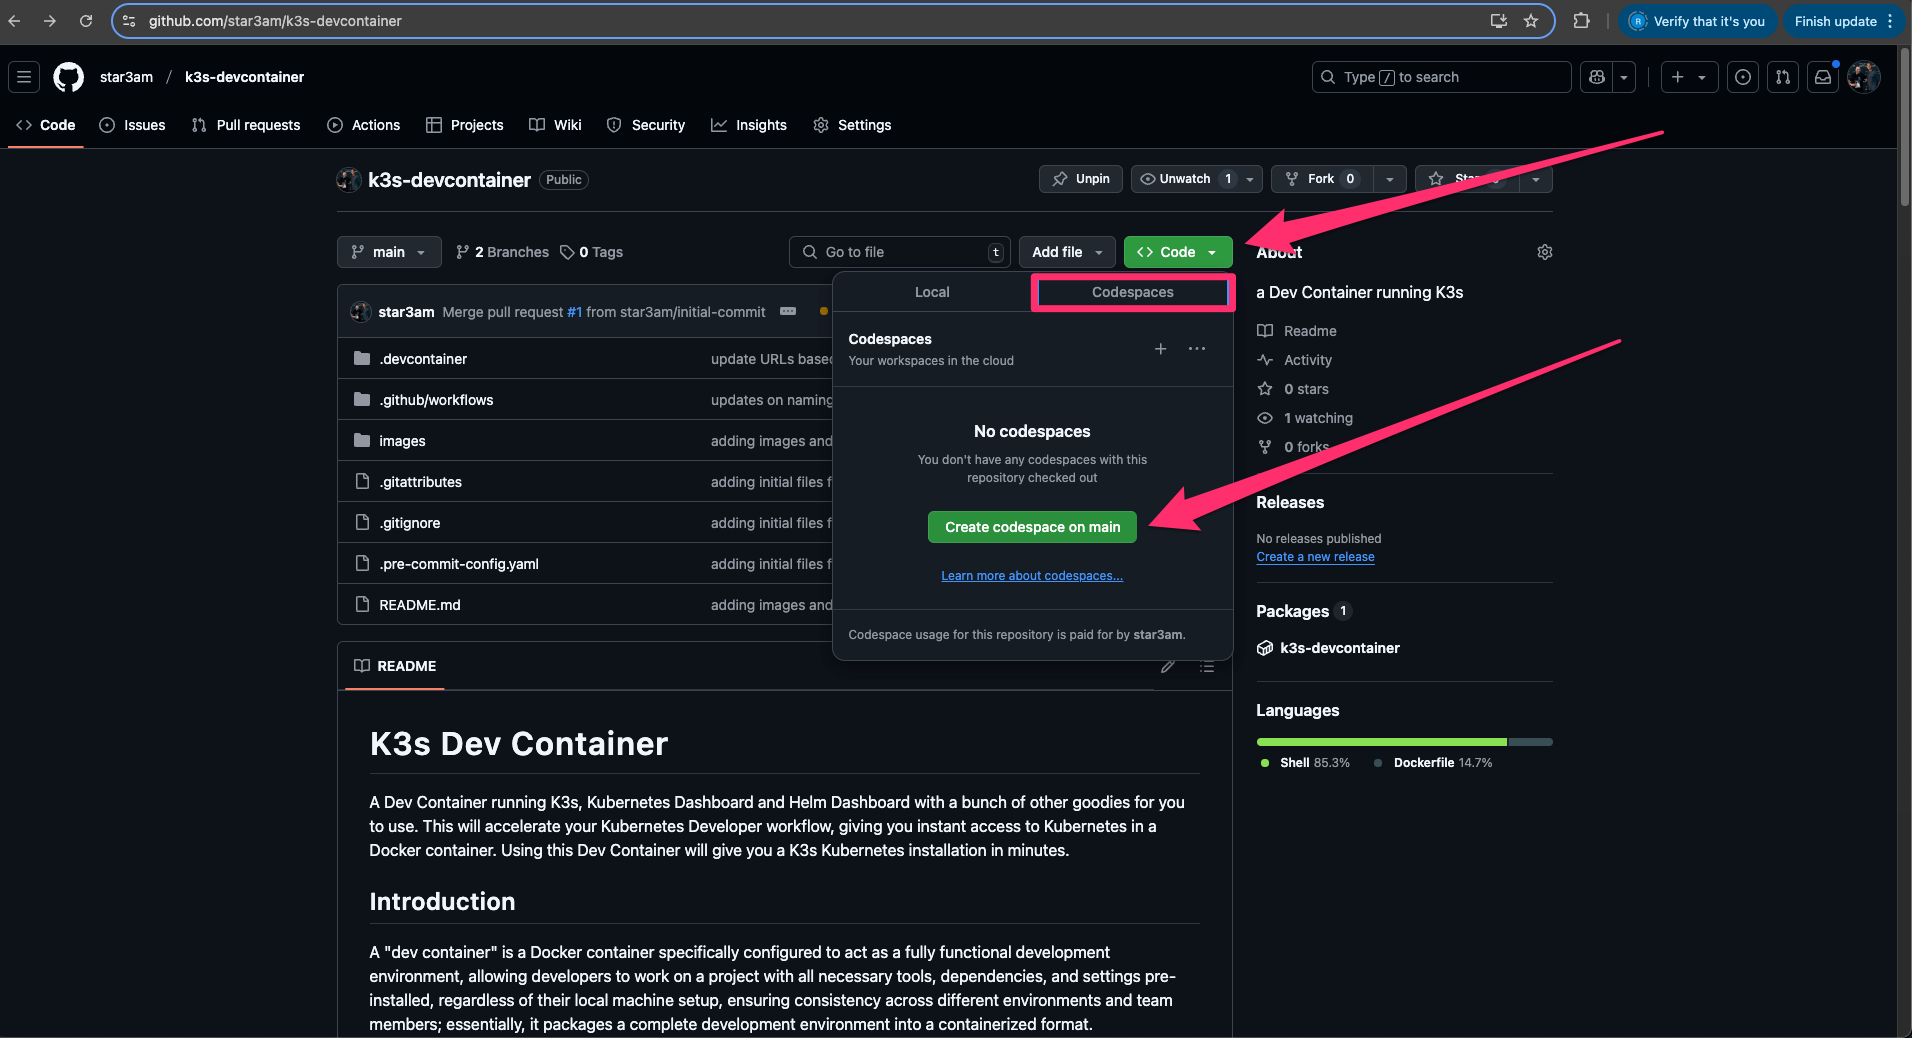 github.com/star3am/k3s-devcontainer
Verify that it's you
Finish update
star3am / k3s-devcontainer
Type / to search
Code
Issues
Pull requests
Actions
Projects
Wiki
Security
Insights
Settings
k3s-devcontainer Public
Unpin
Unwatch 1
Fork 0
main
2 Branches
0 Tags
Go to file t
Add file
Code
About
Local
Codespaces
a Dev Container running K3s
star3am Merge pull request #1 from star3am/initial-commit
Codespaces
Your workspaces in the cloud
Readme
Activity
0 stars
1 watching
0 forks
.devcontainer update URLs based
.github/workflows updates on naming
images adding images and
.gitattributes adding initial files f
.gitignore adding initial files f
.pre-commit-config.yaml adding initial files f
README.md adding images and
No codespaces
You don't have any codespaces with this
repository checked out
Create codespace on main
Learn more about codespaces...
Codespace usage for this repository is paid for by star3am.
Releases
No releases published
Create a new release
Packages 1
k3s-devcontainer
Languages
Shell 85.3%
Dockerfile 14.7%
README
K3s Dev Container
A Dev Container running K3s, Kubernetes Dashboard and Helm Dashboard with a bunch of other goodies for you
to use. This will accelerate your Kubernetes Developer workflow, giving you instant access to Kubernetes in a
Docker container. Using this Dev Container will give you a K3s Kubernetes installation in minutes.
Introduction
A "dev container" is a Docker container specifically configured to act as a fully functional development
environment, allowing developers to work on a project with all necessary tools, dependencies, and settings pre-
installed, regardless of their local machine setup, ensuring consistency across different environments and team
members; essentially, it packages a complete development environment into a containerized format.